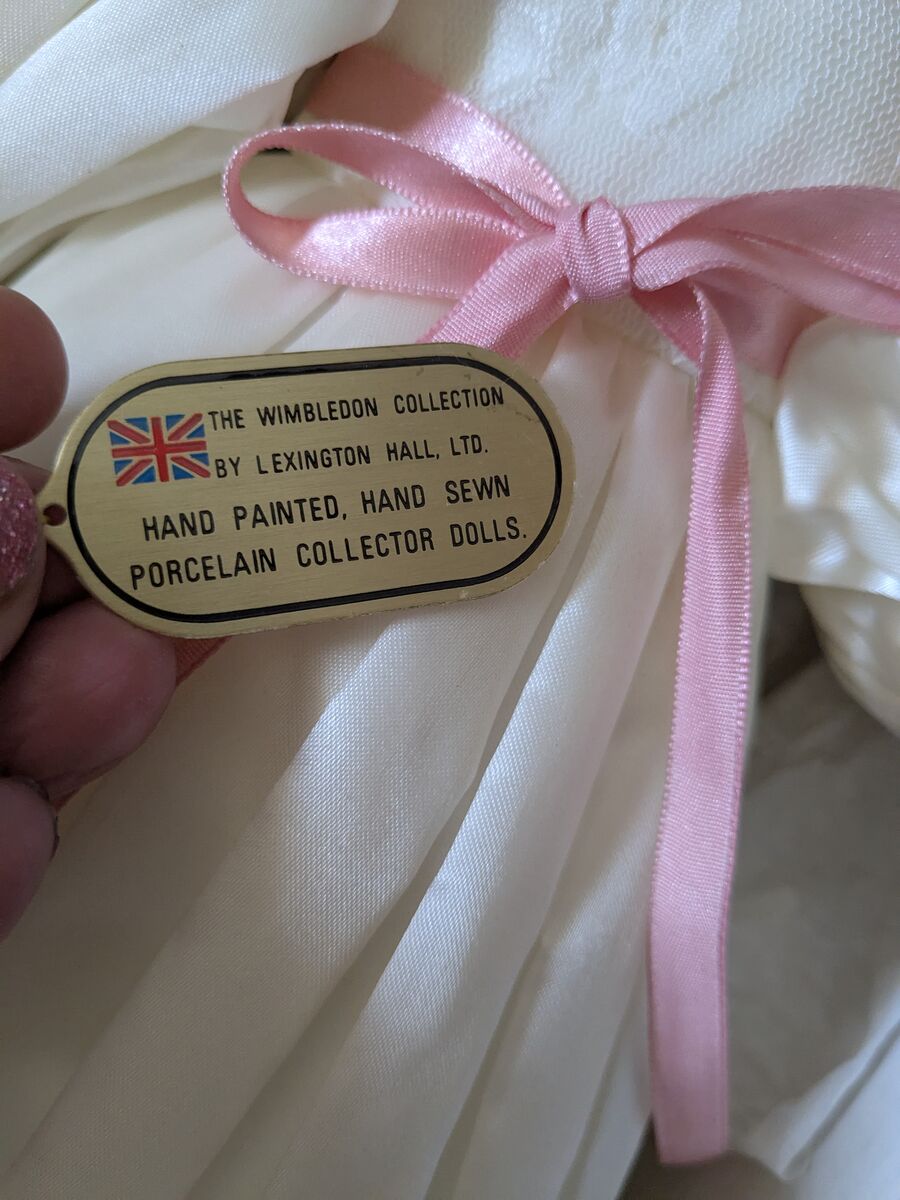 THE WIMBLEDON COLLECTION
BY LEXINGTON HALL, LTD.
HAND PAINTED, HAND SEWN
PORCELAIN COLLECTOR DOLLS.